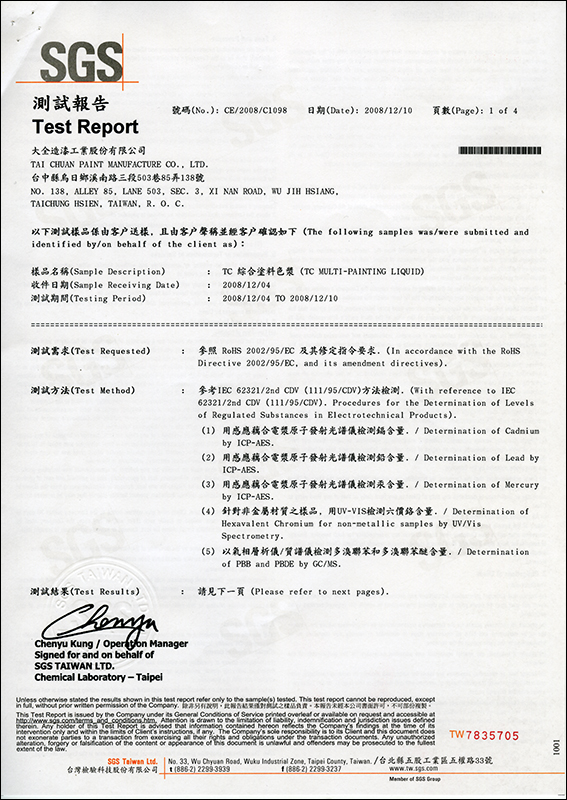 SGS
測試報告
Test Report
號碼(No.): CE/2008/C1098 日期(Date): 2008/12/10 頁數(Page): 1 of 4
大全造漆工業股份有限公司
TAI CHUAN PAINT MANUFACTURE CO., LTD.
台中縣烏日鄉溪南路三段503巷85弄138號
NO. 138, ALLEY 85, LANE 503, SEC. 3, XI NAN ROAD, WU JIH HSIANG,
TAICHUNG HSIEN, TAIWAN, R. O. C.
以下測試樣品係由客戶送樣，且由客戶聲稱並經客戶確認如下 (The following samples was/were submitted and
identified by/on behalf of the client as):
樣品名稱(Sample Description) : TC 綜合塗料色漿 (TC MULTI-PAINTING LIQUID)
收件日期(Sample Receiving Date) : 2008/12/04
測試期間(Testing Period) : 2008/12/04 TO 2008/12/10
測試需求(Test Requested) : 參照 RoHS 2002/95/EC 及其修定指令要求. (In accordance with the RoHS
Directive 2002/95/EC, and its amendment directives).
測試方法(Test Method) : 參考IEC 62321/2nd CDV (111/95/CDV)方法檢測. (With reference to IEC
62321/2nd CDV (111/95/CDV). Procedures for the Determination of Levels
of Regulated Substances in Electrotechnical Products).
(1) 用感應耦合電漿原子發射光譜儀檢測鎘含量. / Determination of Cadmium
by ICP-AES.
(2) 用感應耦合電漿原子發射光譜儀檢測鉛含量. / Determination of Lead by
ICP-AES.
(3) 用感應耦合電漿原子發射光譜儀檢測汞含量. / Determination of Mercury
by ICP-AES.
(4) 針對非金屬材質之樣品, 用UV-VIS檢測六價鉻含量. / Determination of
Hexavalent Chromium for non-metallic samples by UV/Vis
Spectrometry.
(5) 以氣相層析儀/質譜儀檢測多溴聯苯和多溴聯苯醚含量. / Determination
of PBB and PBDE by GC/MS.
測試結果(Test Results) : 請見下一頁 (Please refer to next pages).
Chenyu
Chenyu Kung / Operation Manager
Signed for and on behalf of
SGS TAIWAN LTD.
Chemical Laboratory – Taipei
Unless otherwise stated the results shown in this test report refer only to the sample(s) tested. This test report cannot be reproduced, except
in full, without prior written permission of the Company. 除非另有說明，此報告結果僅對測試之樣品負責。本報告未經本公司書面許可，不可部份複製。
This Test Report is issued by the Company under its General Conditions of Service printed overleaf or available on request and accessible at
http://www.sgs.com/terms_and_conditions.htm. Attention is drawn to the limitation of liability, indemnification and jurisdiction issues defined
therein. Any holder of this Test Report is advised that information contained hereon reflects the Company's findings at the time of its
intervention only and within the limits of Client's instructions, if any. The Company's sole responsibility is to its Client and this document does
not exonerate parties to a transaction from exercising all their rights and obligations under the transaction documents. Any unauthorized
alteration, forgery or falsification of the content or appearance of this document is unlawful and offenders may be prosecuted to the fullest
extent of the law.
TW7835705
1001
SGS Taiwan Ltd. No. 33, Wu Chyuan Road, Wuku Industrial Zone, Taipei County, Taiwan. /台北縣五股工業區五權路33號
台灣檢驗科技股份有限公司 t (886-2) 2299-3939 f (886-2) 2299-3237 www.tw.sgs.com
Member of SGS Group